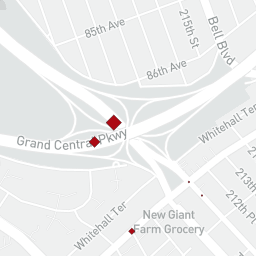 85th Ave
215th St
Bell Blvd
86th Ave
Grand Central Pkwy
Whitehall Ter
213th
212th Pl
Whitehall Ter
New Giant
Farm Grocery